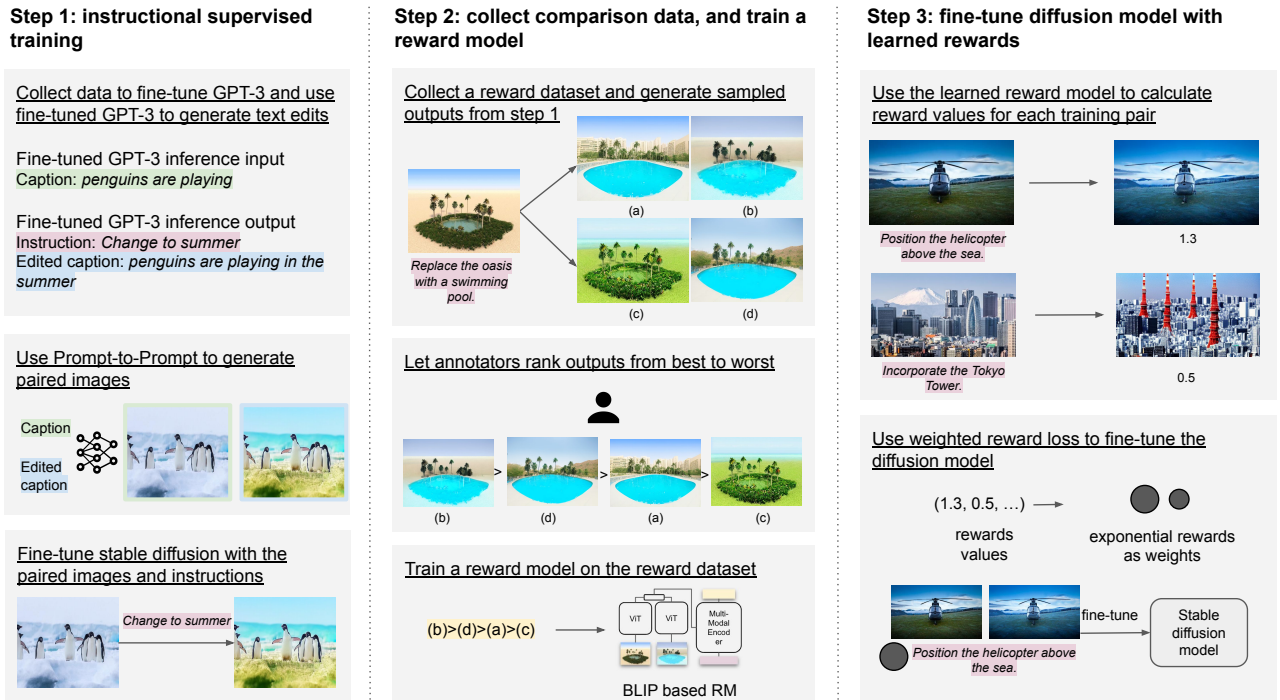 Step 1: instructional supervised
training
Collect data to fine-tune GPT-3 and use
fine-tuned GPT-3 to generate text edits
Fine-tuned GPT-3 inference input
Caption: penguins are playing
Fine-tuned GPT-3 inference output
Instruction: Change to summer
Edited caption: penguins are playing in the
summer
Use Prompt-to-Prompt to generate
paired images
Caption
Edited
caption
Fine-tune stable diffusion with the
paired images and instructions
Change to summer
Step 2: collect comparison data, and train a
reward model
Collect a reward dataset and generate sampled
outputs from step 1
(a)
(b)
Replace the oasis
with a swimming
pool.
(c)
(d)
Let annotators rank outputs from best to worst
> > >
(b)
(d)
(a)
(c)
Train a reward model on the reward dataset
(b)>(d)>(a)>(c)
ViT
ViT
Multi-
Modal
Encod
er
BLIP based RM
Step 3: fine-tune diffusion model with
learned rewards
Use the learned reward model to calculate
reward values for each training pair
Position the helicopter
above the sea.
1.3
Incorporate the Tokyo
Tower.
0.5
Use weighted reward loss to fine-tune the
diffusion model
(1.3, 0.5, …)
rewards
values
exponential rewards
as weights
fine-tune
Stable
diffusion
model
Position the helicopter above
the sea.